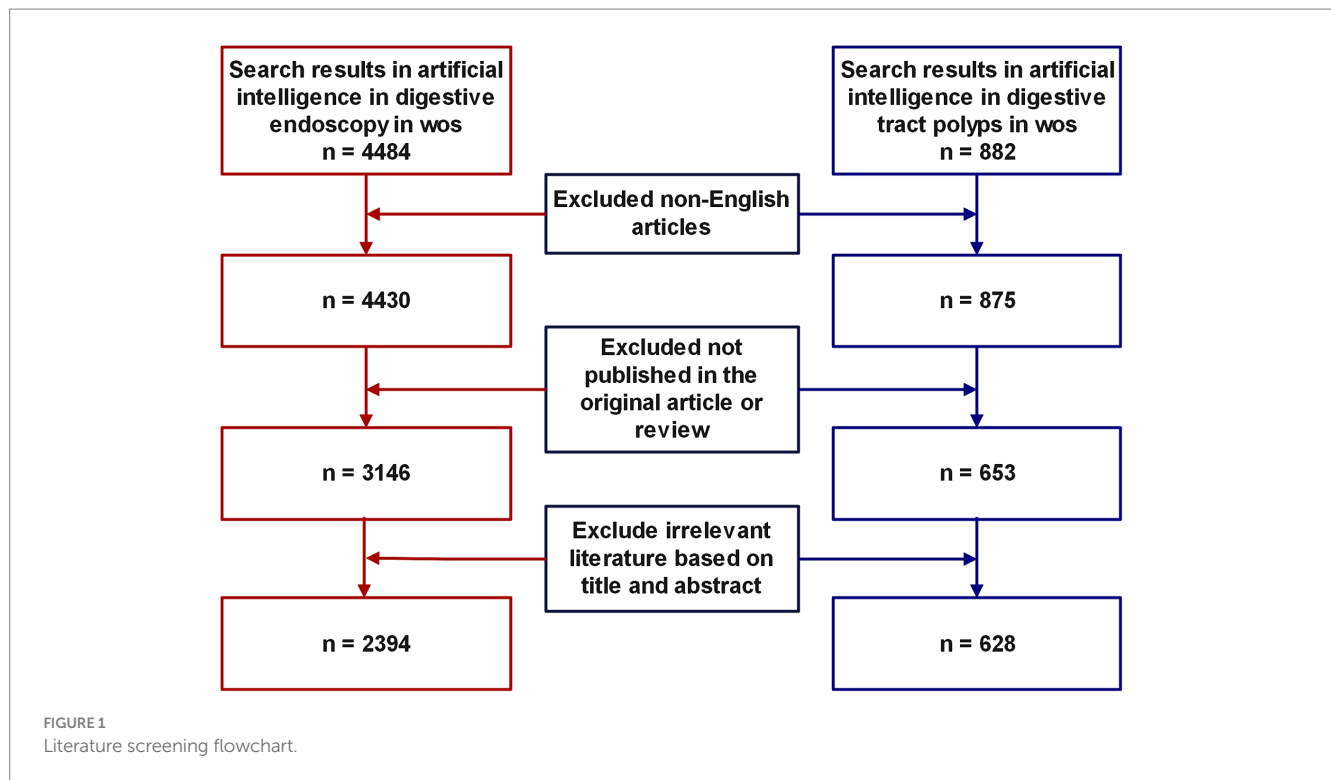 Search results in artificial
intelligence in digestive
endoscopy in wos
n = 4484
Search results in artificial
intelligence in digestive
tract polyps in wos
n = 882
Excluded non-English
articles
n = 4430
n = 875
Excluded not
published in the
original article or
review
n = 3146
n = 653
Exclude irrelevant
literature based on
title and abstract
n = 2394
n = 628
FIGURE 1
Literature screening flowchart.